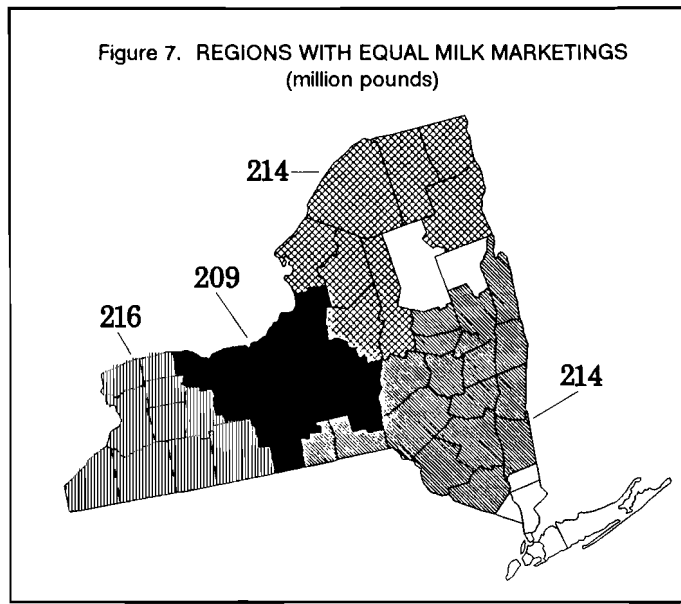 Figure 7. REGIONS WITH EQUAL MILK MARKETINGS
(million pounds)
214
209
216
214